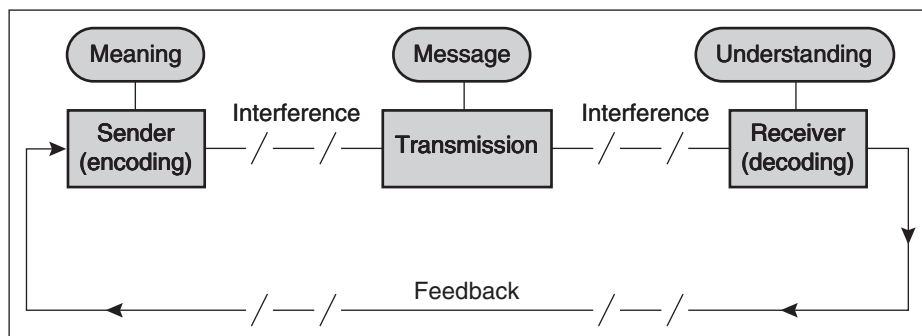 Meaning
Message
Understanding
Interference
Interference
Sender
(encoding)
Transmission
Receiver
(decoding)
Feedback